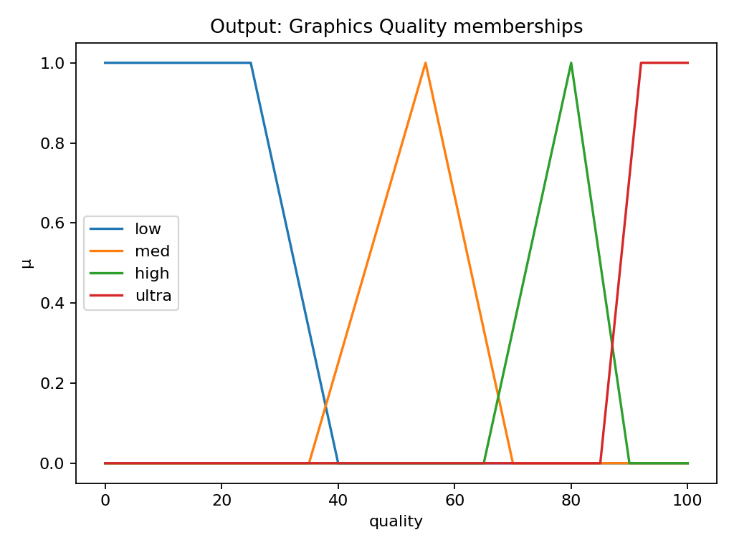 Output: Graphics Quality memberships
1.0
0.8
0.6
0.4
0.2
0.0
μ
low
med
high
ultra
0 20 40 60 80 100
quality